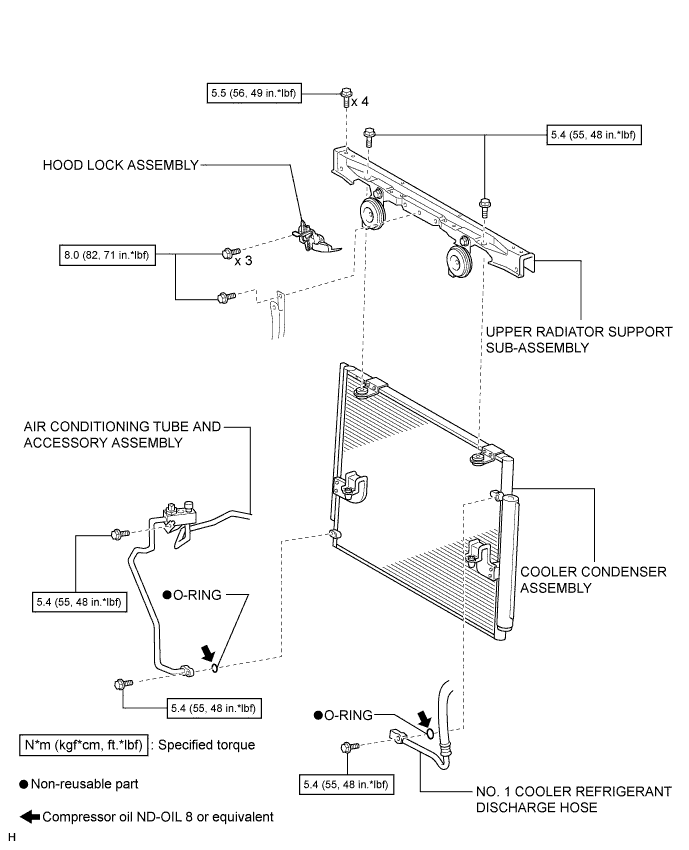 5.5 (56, 49 in.*lbf)
x 4
5.4 (55, 48 in.*lbf)
HOOD LOCK ASSEMBLY
8.0 (82, 71 in.*lbf)
x 3
UPPER RADIATOR SUPPORT
SUB-ASSEMBLY
AIR CONDITIONING TUBE AND
ACCESSORY ASSEMBLY
COOLER CONDENSER
ASSEMBLY
5.4 (55, 48 in.*lbf)
●O-RING
5.4 (55, 48 in.*lbf)
●O-RING
N*m (kgf*cm, ft.*lbf) : Specified torque
5.4 (55, 48 in.*lbf)
● Non-reusable part
NO. 1 COOLER REFRIGERANT
DISCHARGE HOSE
Compressor oil ND-OIL 8 or equivalent
H